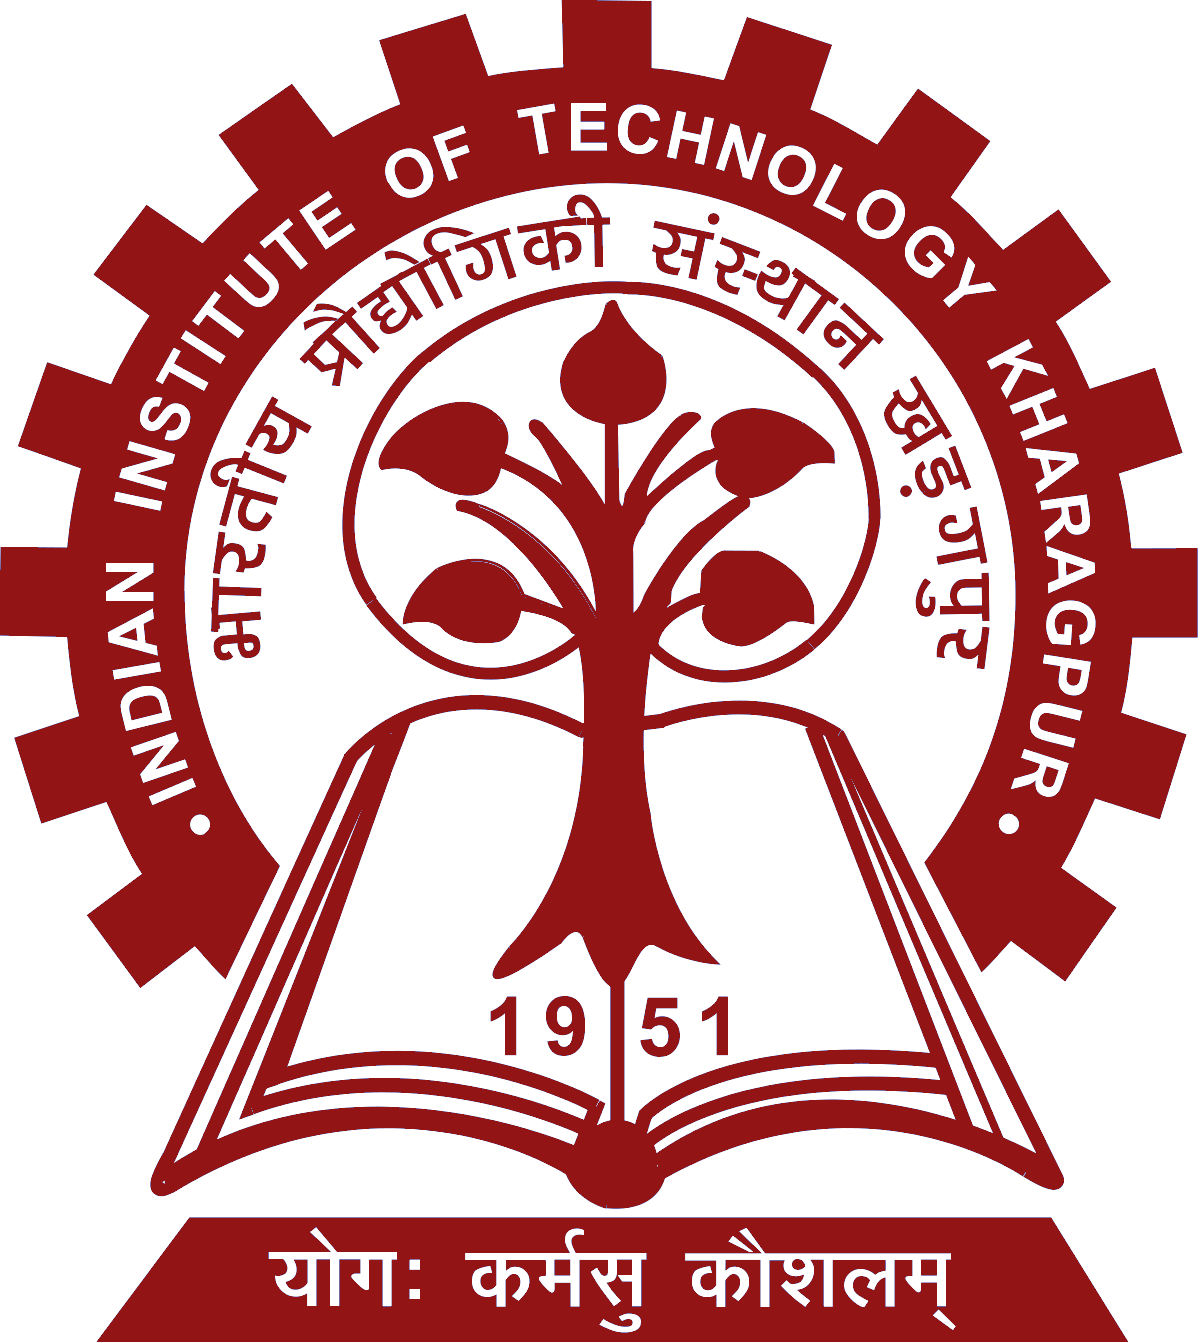 • INDIAN INSTITUTE OF TECHNOLOGY KHARAGPUR •
भारतीय प्रौद्योगिकी संस्थान खड़गपुर
1951
योगः कर्मसु कौशलम्